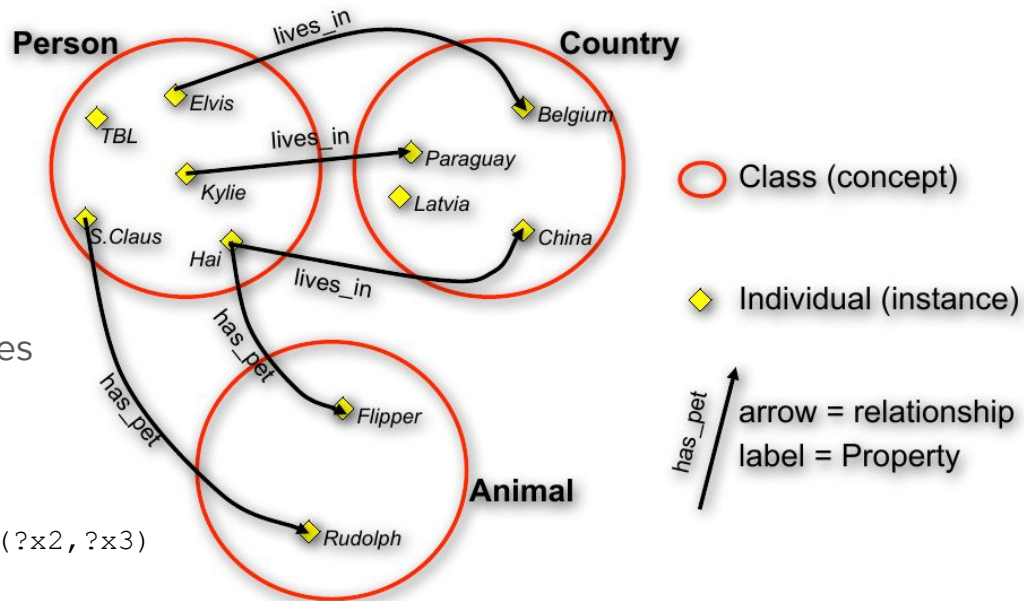 lives_in
Person
Country
Elvis
Belgium
TBL
lives_in
Paraguay
Kylie
Class (concept)
Latvia
S.Claus
China
Hai
lives_in
Individual (instance)
has_pet
es
has_pet
Flipper
has_pet
arrow = relationship
label = Property
Animal
Rudolph
(?x2,?x3)